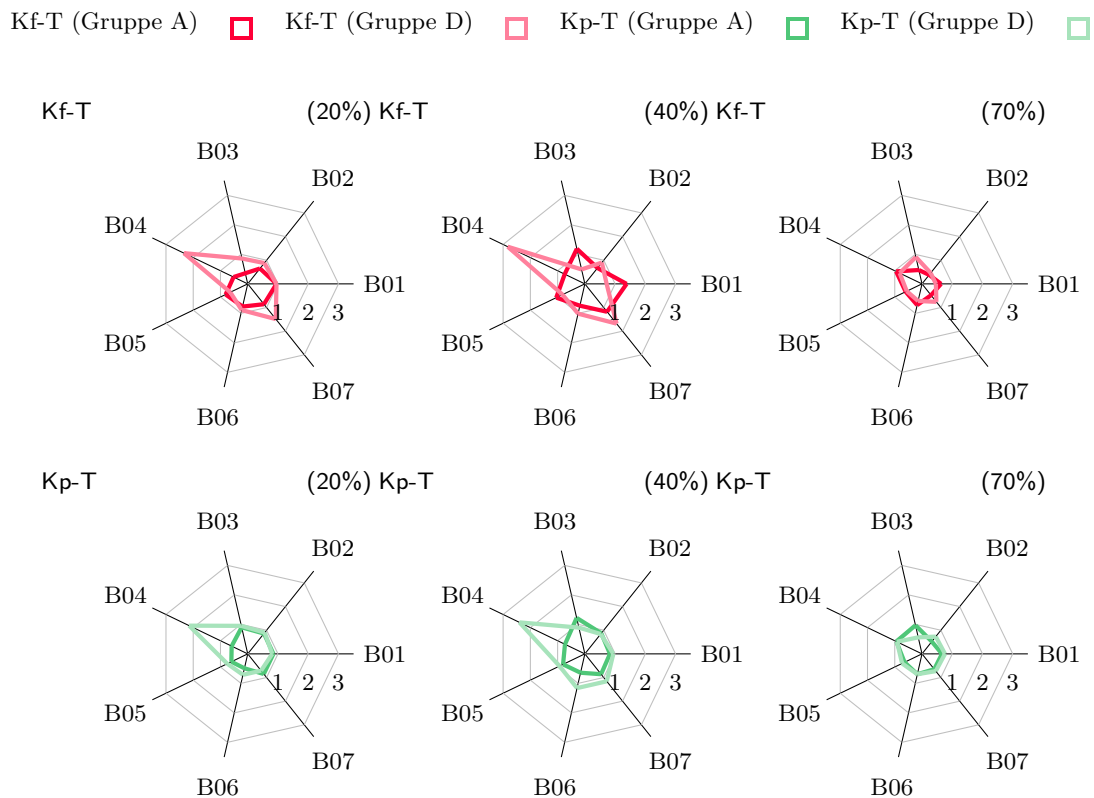 Kf-T (Gruppe A) Kf-T (Gruppe D) Kp-T (Gruppe A) Kp-T (Gruppe D)
Kf-T (20%) Kf-T (40%) Kf-T (70%)
B03 B03 B03
B02 B02 B02
B04 B04 B04
B01 B01 B01
1 2 3 1 2 3 1 2 3
B05 B05 B05
B07 B07 B07
B06 B06 B06
Kp-T (20%) Kp-T (40%) Kp-T (70%)
B03 B03 B03
B02 B02 B02
B04 B04 B04
B01 B01 B01
1 2 3 1 2 3 1 2 3
B05 B05 B05
B07 B07 B07
B06 B06 B06